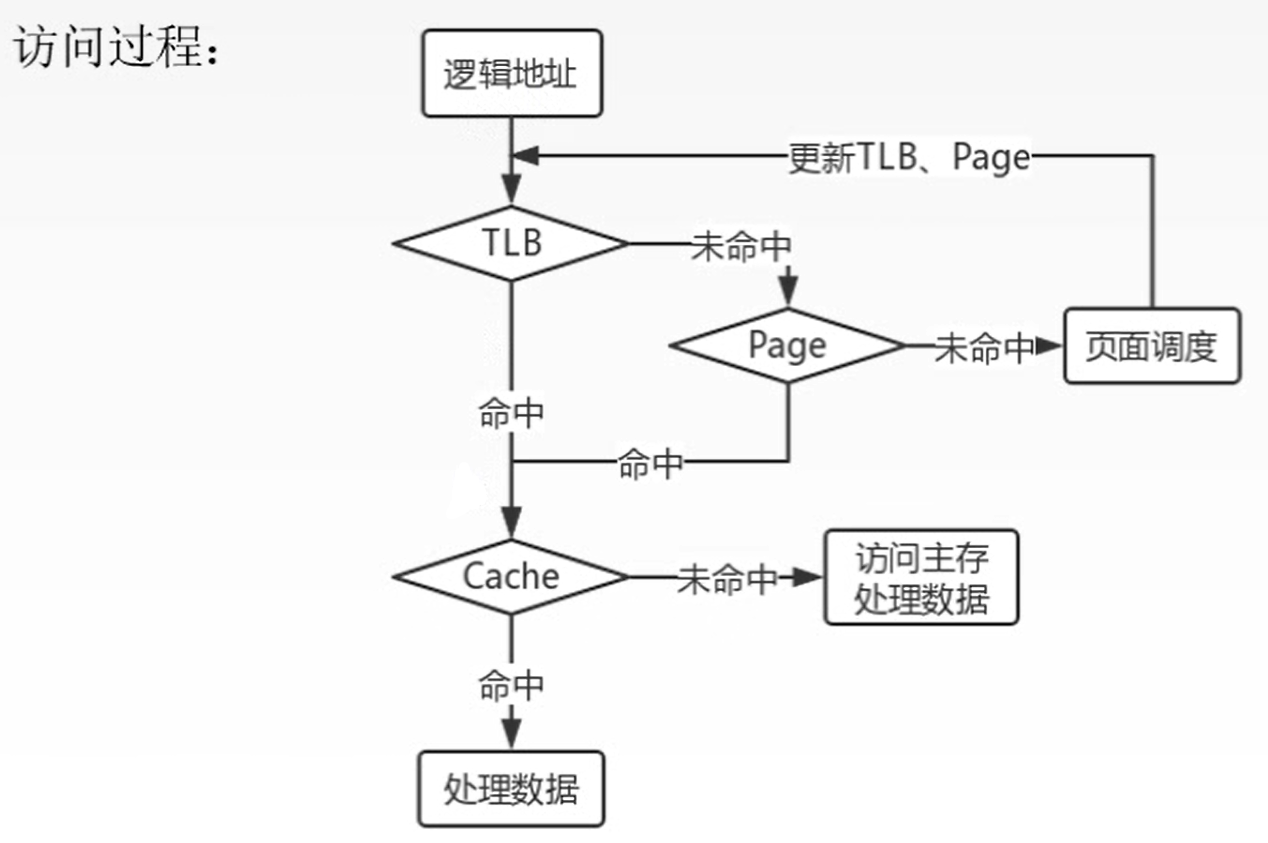 访问过程：
逻辑地址
更新TLB、Page
TLB
未命中
Page
未命中
页面调度
命中
命中
Cache
未命中
访问主存
处理数据
命中
处理数据